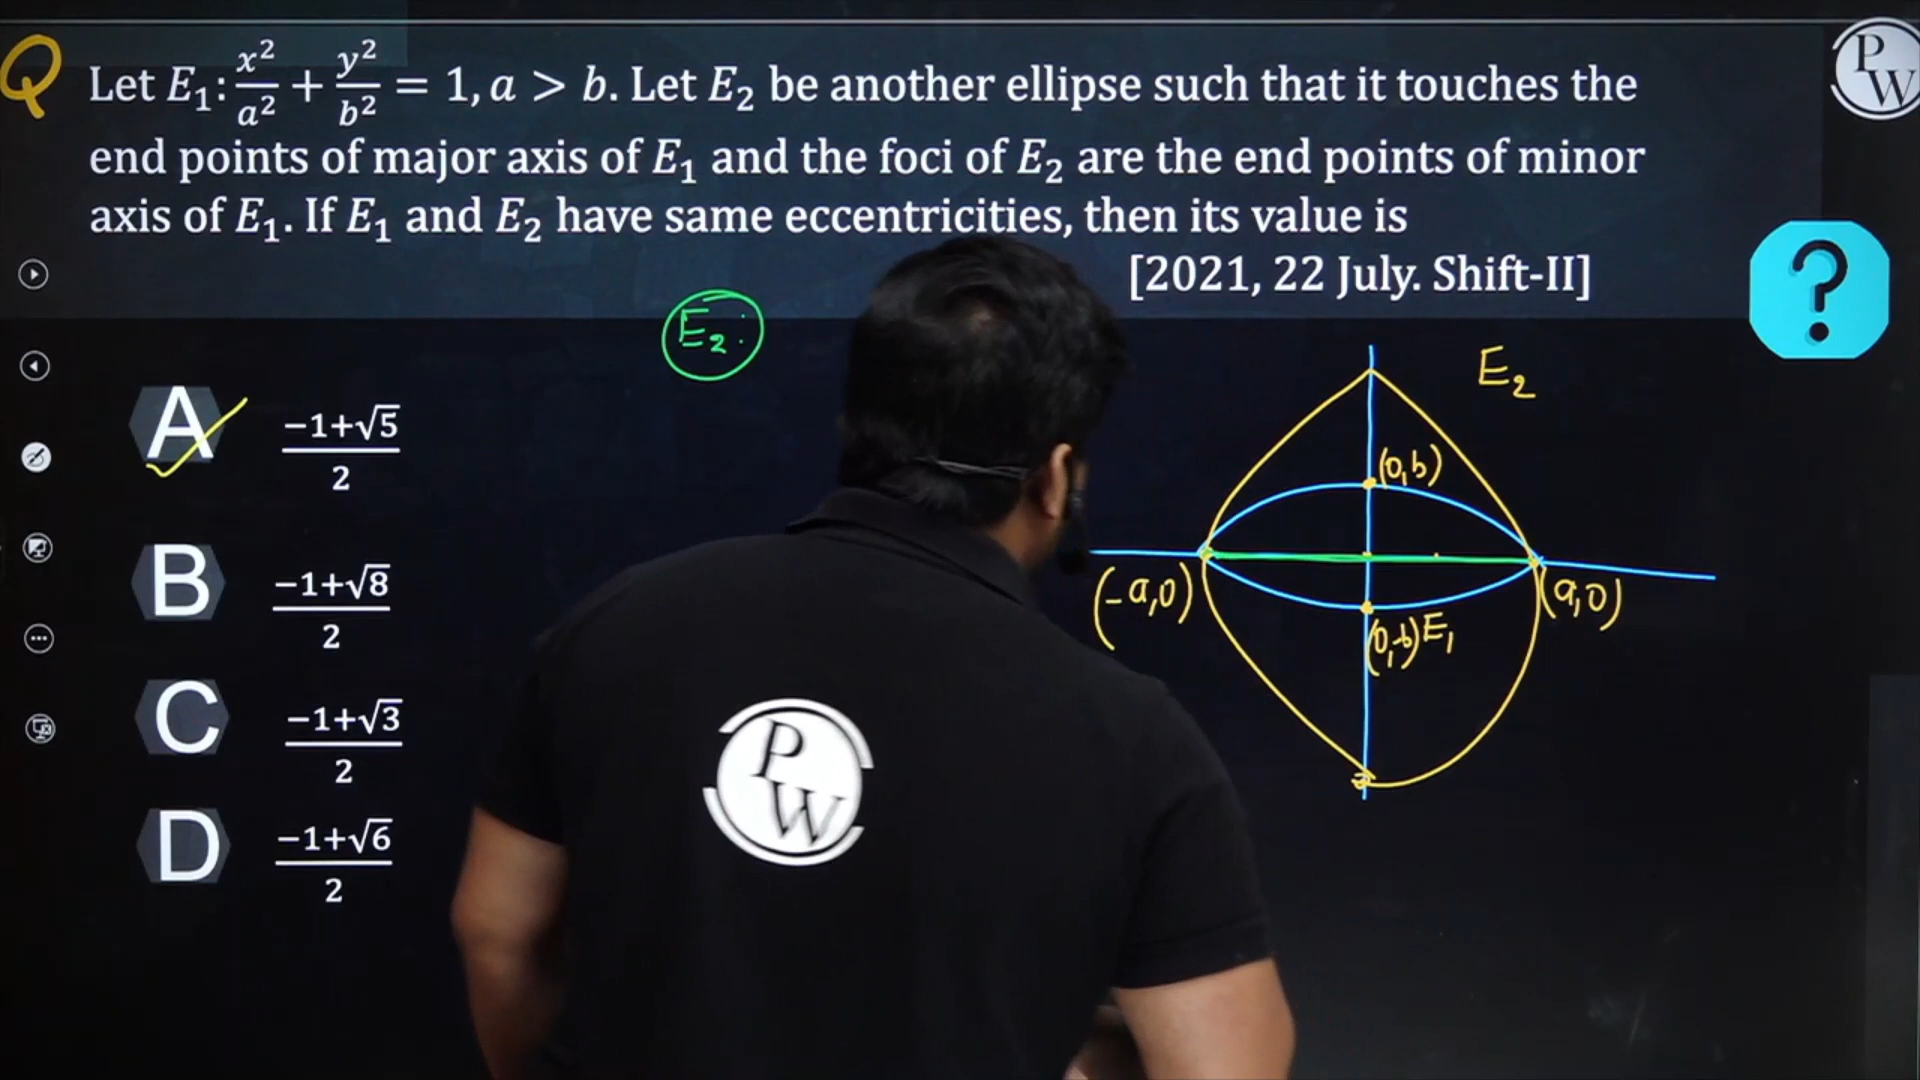 Q
Let E₁: x²/a² + y²/b² = 1, a > b. Let E₂ be another ellipse such that it touches the
end points of major axis of E₁ and the foci of E₂ are the end points of minor
axis of E₁. If E₁ and E₂ have same eccentricities, then its value is
[2021, 22 July. Shift-II]
P
W
?
E₂:
A (−1+√5)/2
B (−1+√8)/2
C (−1+√3)/2
D (−1+√6)/2
E₂
(0,b)
(-a,0)
(a,0)
(0,-b) E₁
P
W